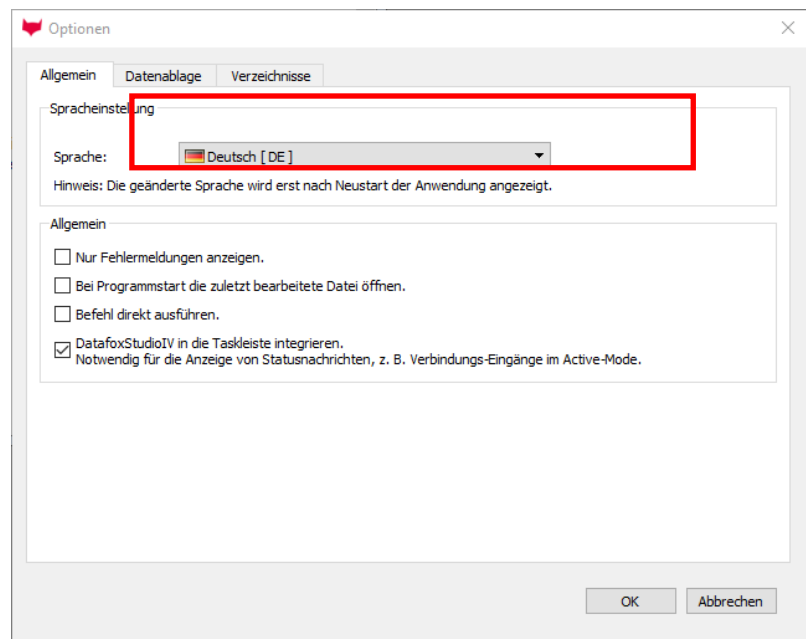 Optionen
Allgemein Datenablage Verzeichnisse
Spracheinstellung
Sprache: Deutsch [ DE ]
Hinweis: Die geänderte Sprache wird erst nach Neustart der Anwendung angezeigt.
Allgemein
Nur Fehlermeldungen anzeigen.
Bei Programmstart die zuletzt bearbeitete Datei öffnen.
Befehl direkt ausführen.
DatafoxStudioIV in die Taskleiste integrieren.
Notwendig für die Anzeige von Statusnachrichten, z. B. Verbindungs-Eingänge im Active-Mode.
OK Abbrechen